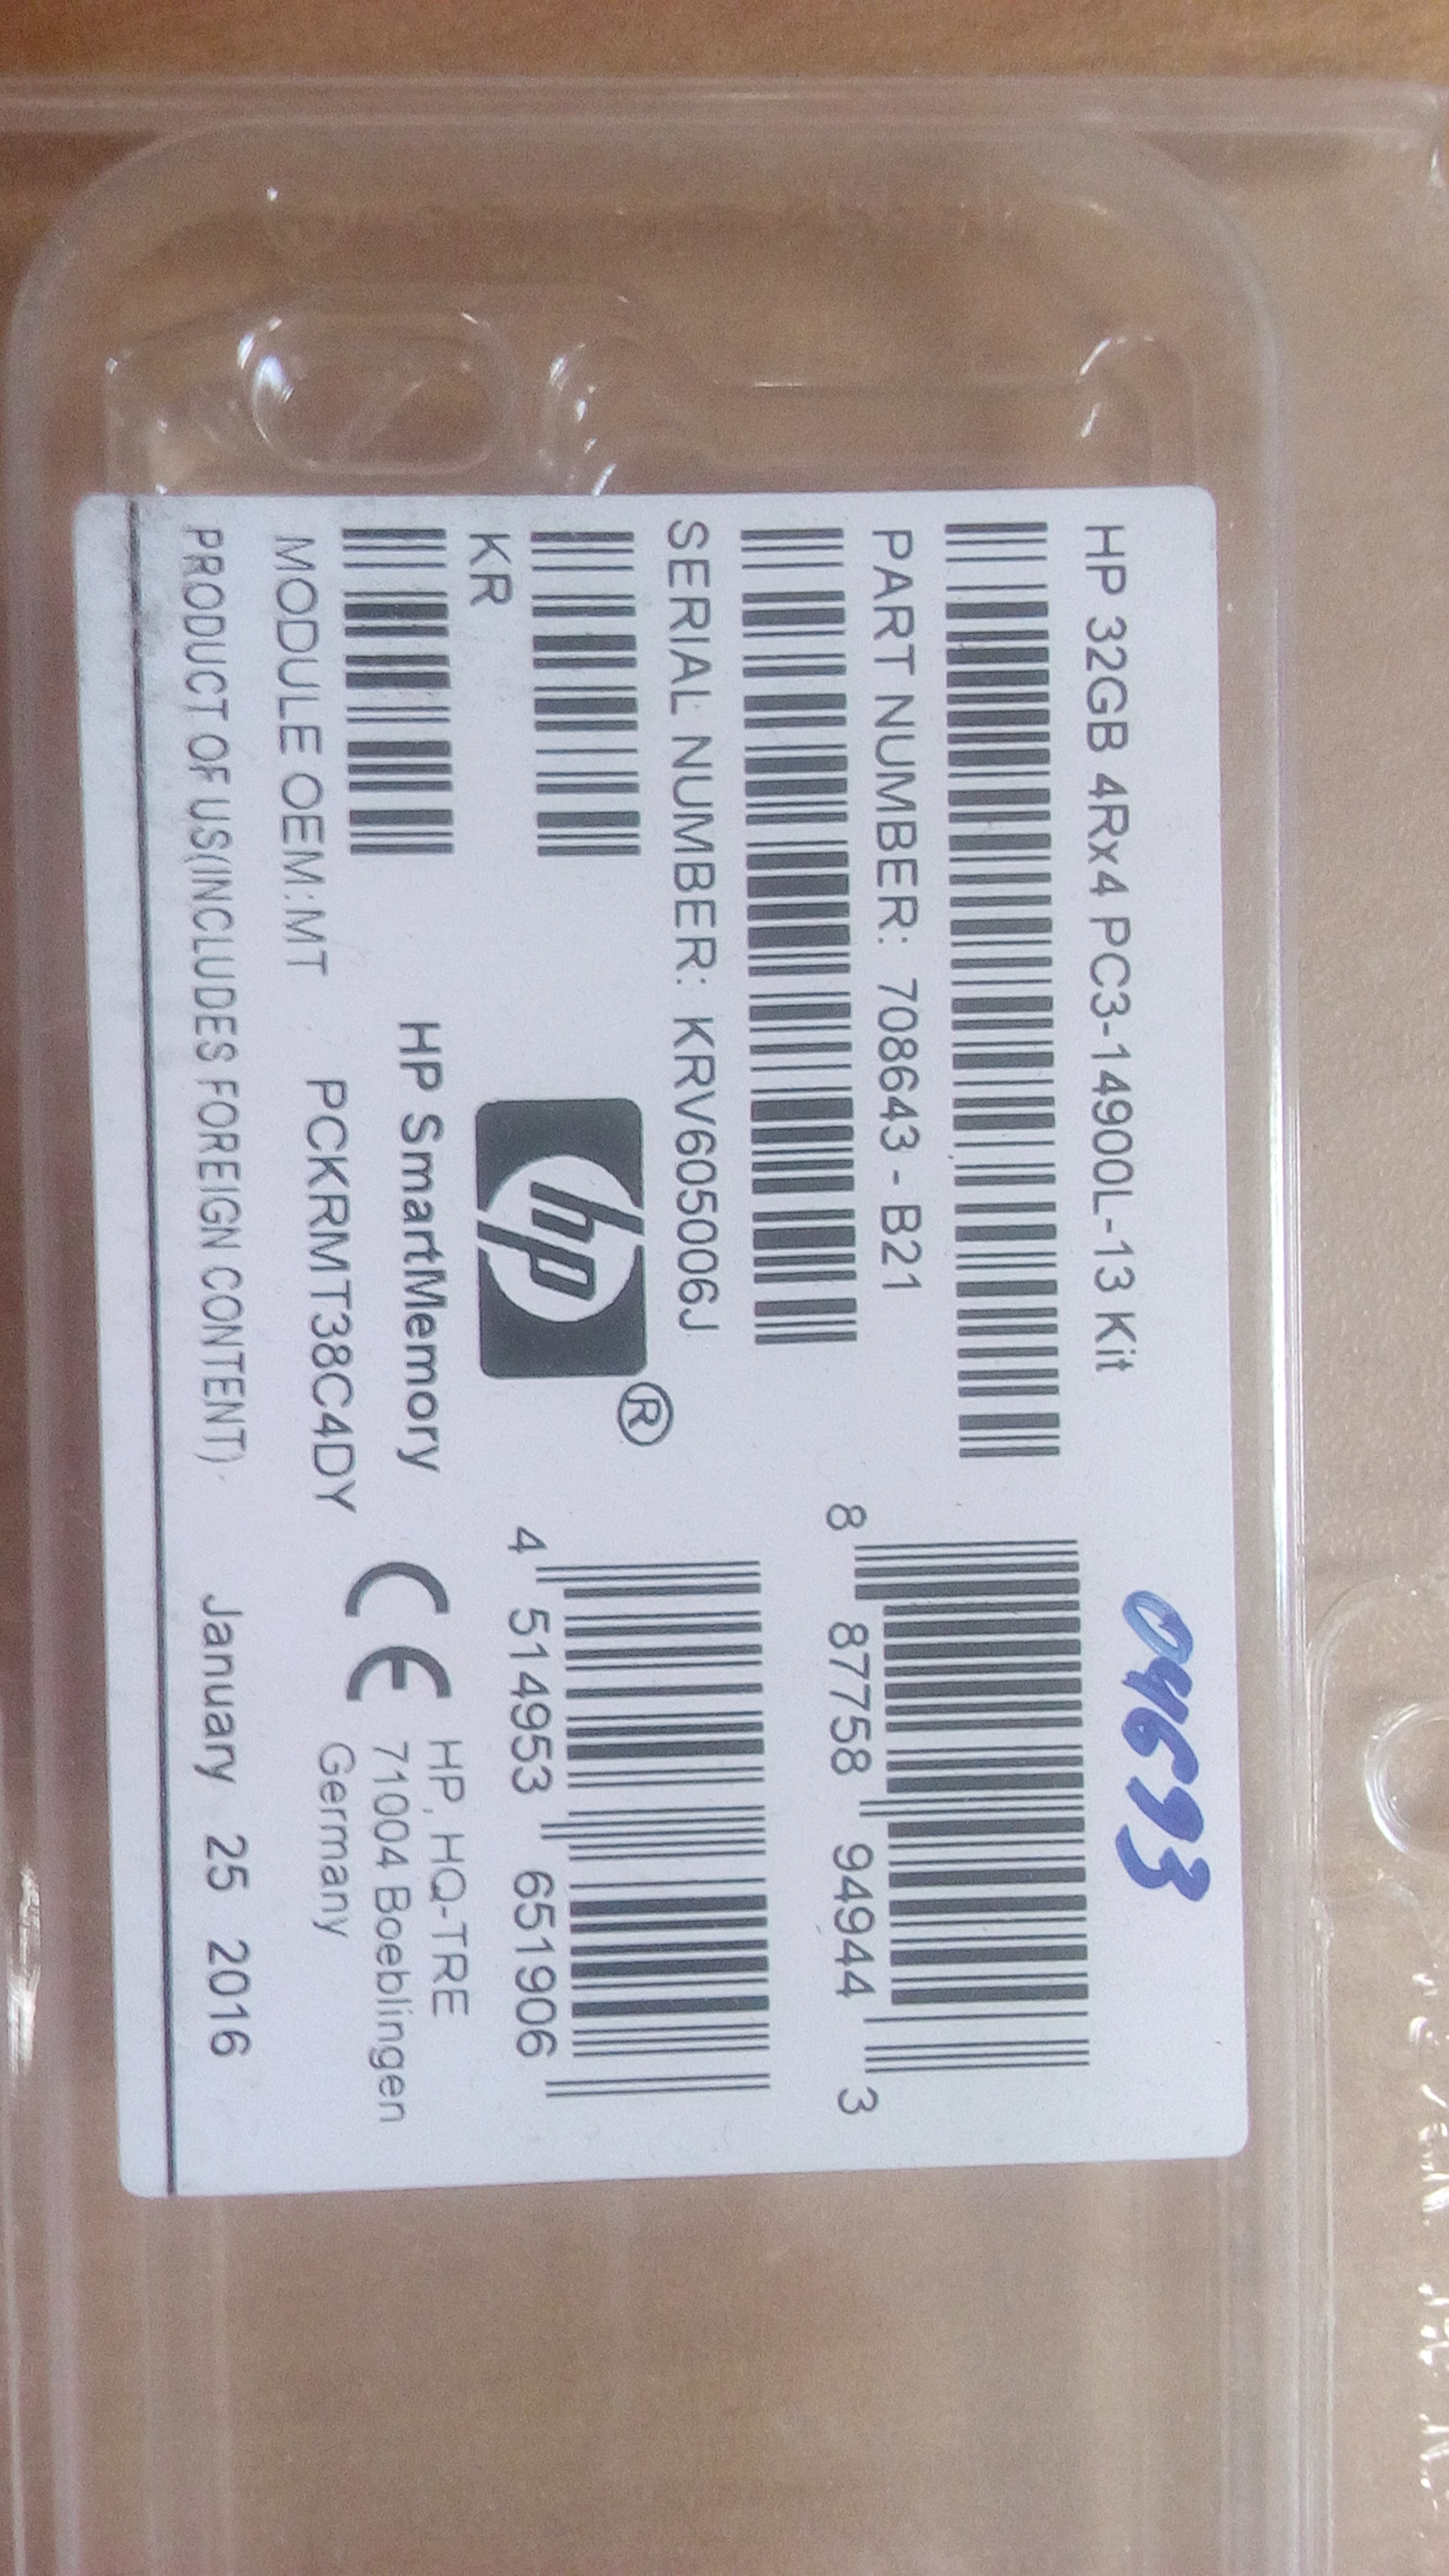 HP 32GB 4Rx4 PC3-14900L-13 Kit
04693
PART NUMBER: 708643 - B21
8 87758 94944 3
SERIAL NUMBER: KRV605006J
hp®
4 514953 651906
KR
HP SmartMemory
HP, HQ-TRE
71004 Boeblingen
Germany
MODULE OEM:MT PCKRMT38C4DY
CE
PRODUCT OF US(INCLUDES FOREIGN CONTENT). January 25 2016